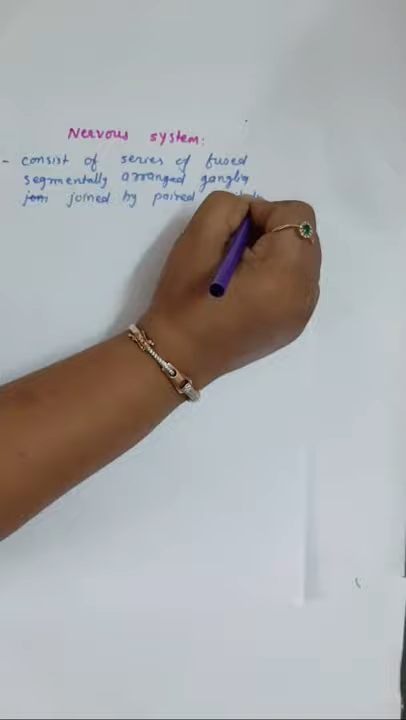 Nervous system:
- consist of series of fused
segmentally arranged ganglia
joined by paired